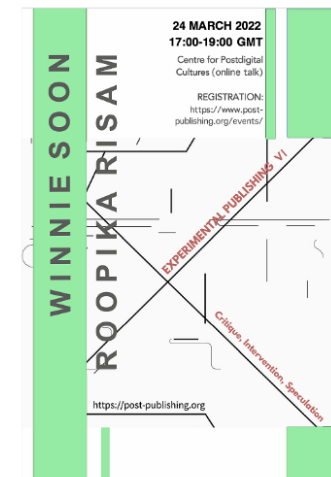 24 MARCH 2022
17:00-19:00 GMT
Centre for Postdigital
Cultures (online talk)
REGISTRATION:
https://www.post-
publishing.org/events/
WINNIE SOON
ROOPIKA RISAM
EXPERIMENTAL PUBLISHING VI
Critique, Intervention, Speculation
https://post-publishing.org